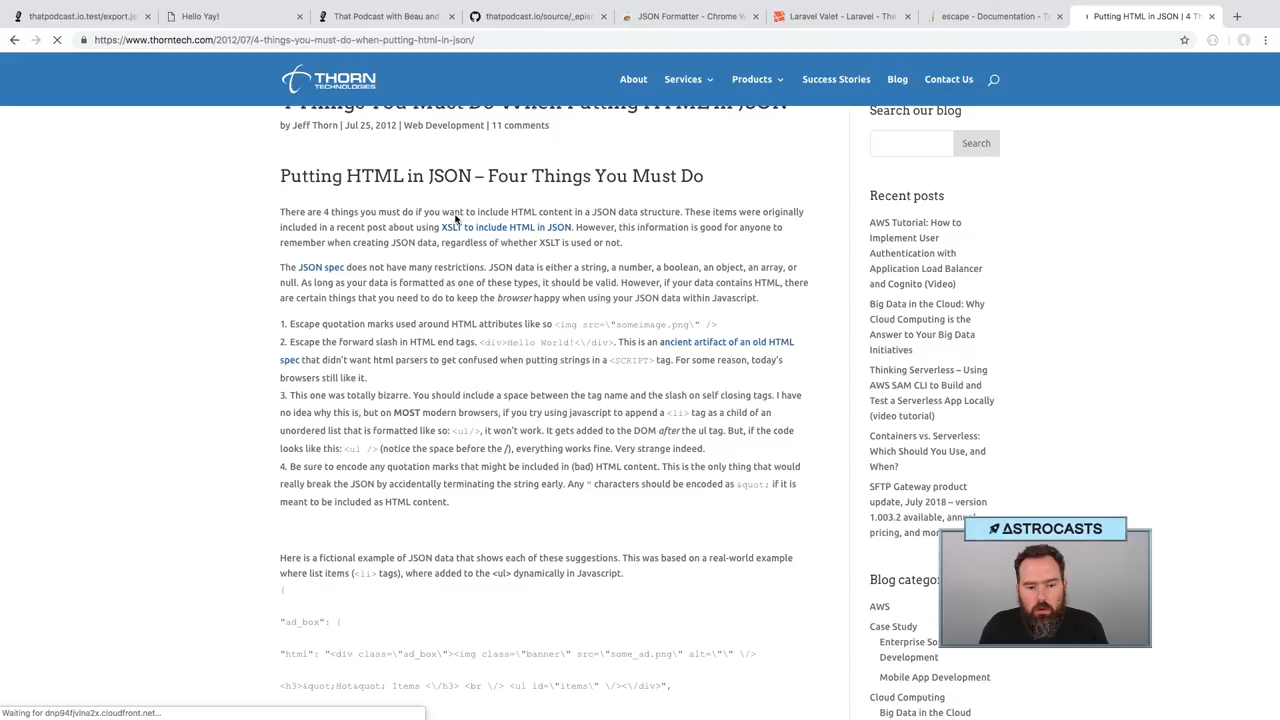 thatpodcast.io.test/export.js
Hello Yay!
That Podcast with Beau and
thatpodcast.io/source/_epis
JSON Formatter - Chrome W
Laravel Valet - Laravel - The
escape - Documentation - T
Putting HTML in JSON | 4 Th
https://www.thorntech.com/2012/07/4-things-you-must-do-when-putting-html-in-json/
THORN
TECHNOLOGIES
About
Services
Products
Success Stories
Blog
Contact Us
4 Things You Must Do When Putting HTML in JSON
by Jeff Thorn | Jul 25, 2012 | Web Development | 11 comments
Putting HTML in JSON – Four Things You Must Do
There are 4 things you must do if you want to include HTML content in a JSON data structure. These items were originally
included in a recent post about using XSLT to include HTML in JSON. However, this information is good for anyone to
remember when creating JSON data, regardless of whether XSLT is used or not.
The JSON spec does not have many restrictions. JSON data is either a string, a number, a boolean, an object, an array, or
null. As long as your data is formatted as one of these types, it should be valid. However, if your data contains HTML, there
are certain things that you need to do to keep the browser happy when using your JSON data within Javascript.
1. Escape quotation marks used around HTML attributes like so <img src=\"someimage.png\" />
2. Escape the forward slash in HTML end tags. <div>Hello World!<\/div>. This is an ancient artifact of an old HTML
spec that didn't want html parsers to get confused when putting strings in a <SCRIPT> tag. For some reason, today's
browsers still like it.
3. This one was totally bizarre. You should include a space between the tag name and the slash on self closing tags. I have
no idea why this is, but on MOST modern browsers, if you try using javascript to append a <li> tag as a child of an
unordered list that is formatted like so: <ul/>, it won't work. It gets added to the DOM after the ul tag. But, if the code
looks like this: <ul /> (notice the space before the /), everything works fine. Very strange indeed.
4. Be sure to encode any quotation marks that might be included in (bad) HTML content. This is the only thing that would
really break the JSON by accidentally terminating the string early. Any " characters should be encoded as &quot; if it is
meant to be included as HTML content.
Here is a fictional example of JSON data that shows each of these suggestions. This was based on a real-world example
where list items (<li> tags), where added to the <ul> dynamically in Javascript.
{
"ad_box": {
"html": "<div class=\"ad_box\"><img class=\"banner\" src=\"some_ad.png\" alt=\"\" \/>
<h3>&quot;Hot&quot; Items <\/h3> <br \/> <ul id=\"items\" \/><\/div>",
Search our blog
Search
Recent posts
AWS Tutorial: How to
Implement User
Authentication with
Application Load Balancer
and Cognito (Video)
Big Data in the Cloud: Why
Cloud Computing is the
Answer to Your Big Data
Initiatives
Thinking Serverless – Using
AWS SAM CLI to Build and
Test a Serverless App Locally
(video tutorial)
Containers vs. Serverless:
Which Should You Use, and
When?
SFTP Gateway product
update, July 2018 – version
1.003.2 available, annual
pricing, and mo
ASTROCASTS
Blog catego
AWS
Case Study
Enterprise So
Development
Mobile App Development
Cloud Computing
Big Data in the Cloud
Waiting for dnp94fjvlna2x.cloudfront.net...